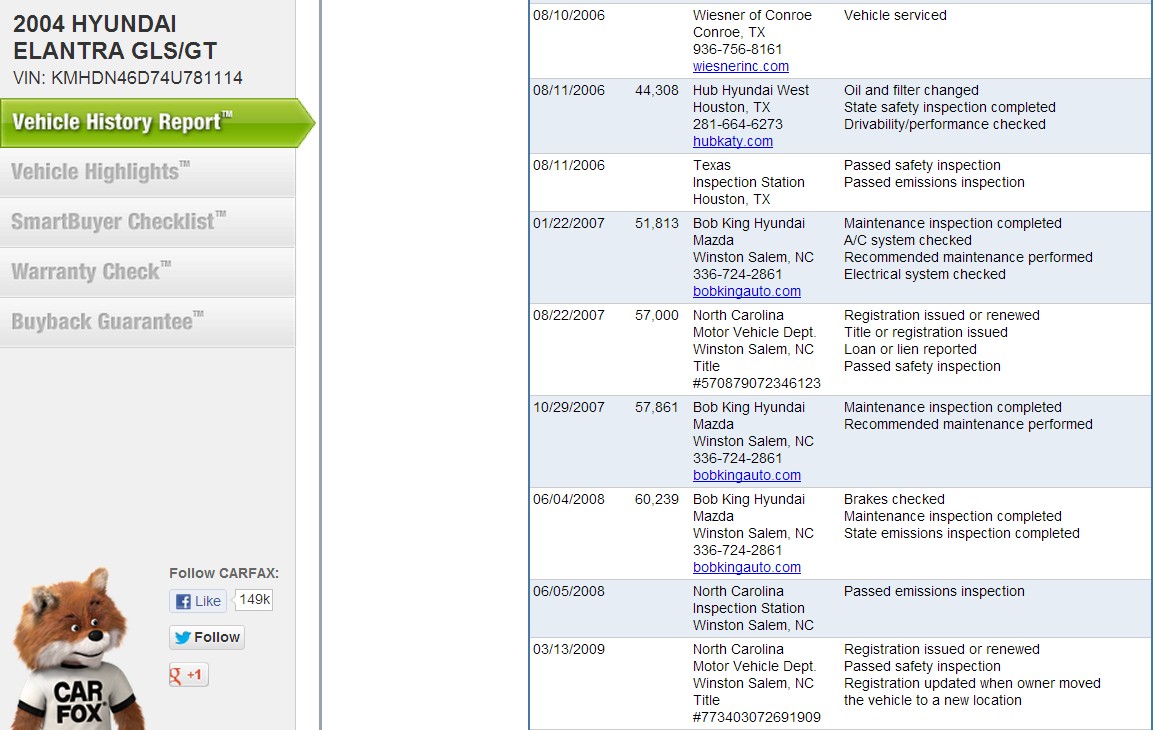 2004 HYUNDAI
ELANTRA GLS/GT
VIN: KMHDN46D74U781114
Vehicle History Report™
Vehicle Highlights™
SmartBuyer Checklist™
Warranty Check™
Buyback Guarantee™
Follow CARFAX:
Like 149k
Follow
+1
CAR
FOX
08/10/2006 Wiesner of Conroe Vehicle serviced
Conroe, TX
936-756-8161
wiesnerinc.com
08/11/2006 44,308 Hub Hyundai West Oil and filter changed
Houston, TX State safety inspection completed
281-664-6273 Drivability/performance checked
hubkaty.com
08/11/2006 Texas Passed safety inspection
Inspection Station Passed emissions inspection
Houston, TX
01/22/2007 51,813 Bob King Hyundai Maintenance inspection completed
Mazda A/C system checked
Winston Salem, NC Recommended maintenance performed
336-724-2861 Electrical system checked
bobkingauto.com
08/22/2007 57,000 North Carolina Registration issued or renewed
Motor Vehicle Dept. Title or registration issued
Winston Salem, NC Loan or lien reported
Title Passed safety inspection
#570879072346123
10/29/2007 57,861 Bob King Hyundai Maintenance inspection completed
Mazda Recommended maintenance performed
Winston Salem, NC
336-724-2861
bobkingauto.com
06/04/2008 60,239 Bob King Hyundai Brakes checked
Mazda Maintenance inspection completed
Winston Salem, NC State emissions inspection completed
336-724-2861
bobkingauto.com
06/05/2008 North Carolina Passed emissions inspection
Inspection Station
Winston Salem, NC
03/13/2009 North Carolina Registration issued or renewed
Motor Vehicle Dept. Passed safety inspection
Winston Salem, NC Registration updated when owner moved
Title the vehicle to a new location
#773403072691909